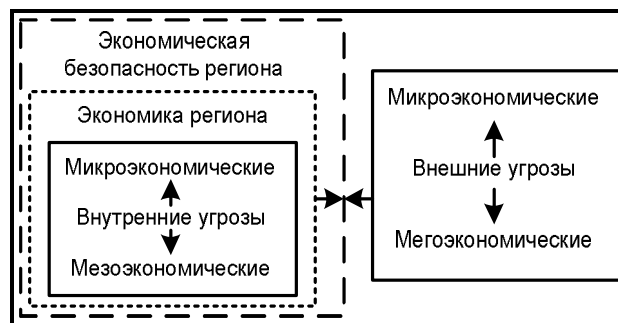 Экономическая
безопасность региона
Экономика региона
Микроэкономические
Внутренние угрозы
Мезоэкономические
Микроэкономические
Внешние угрозы
Мегоэкономические